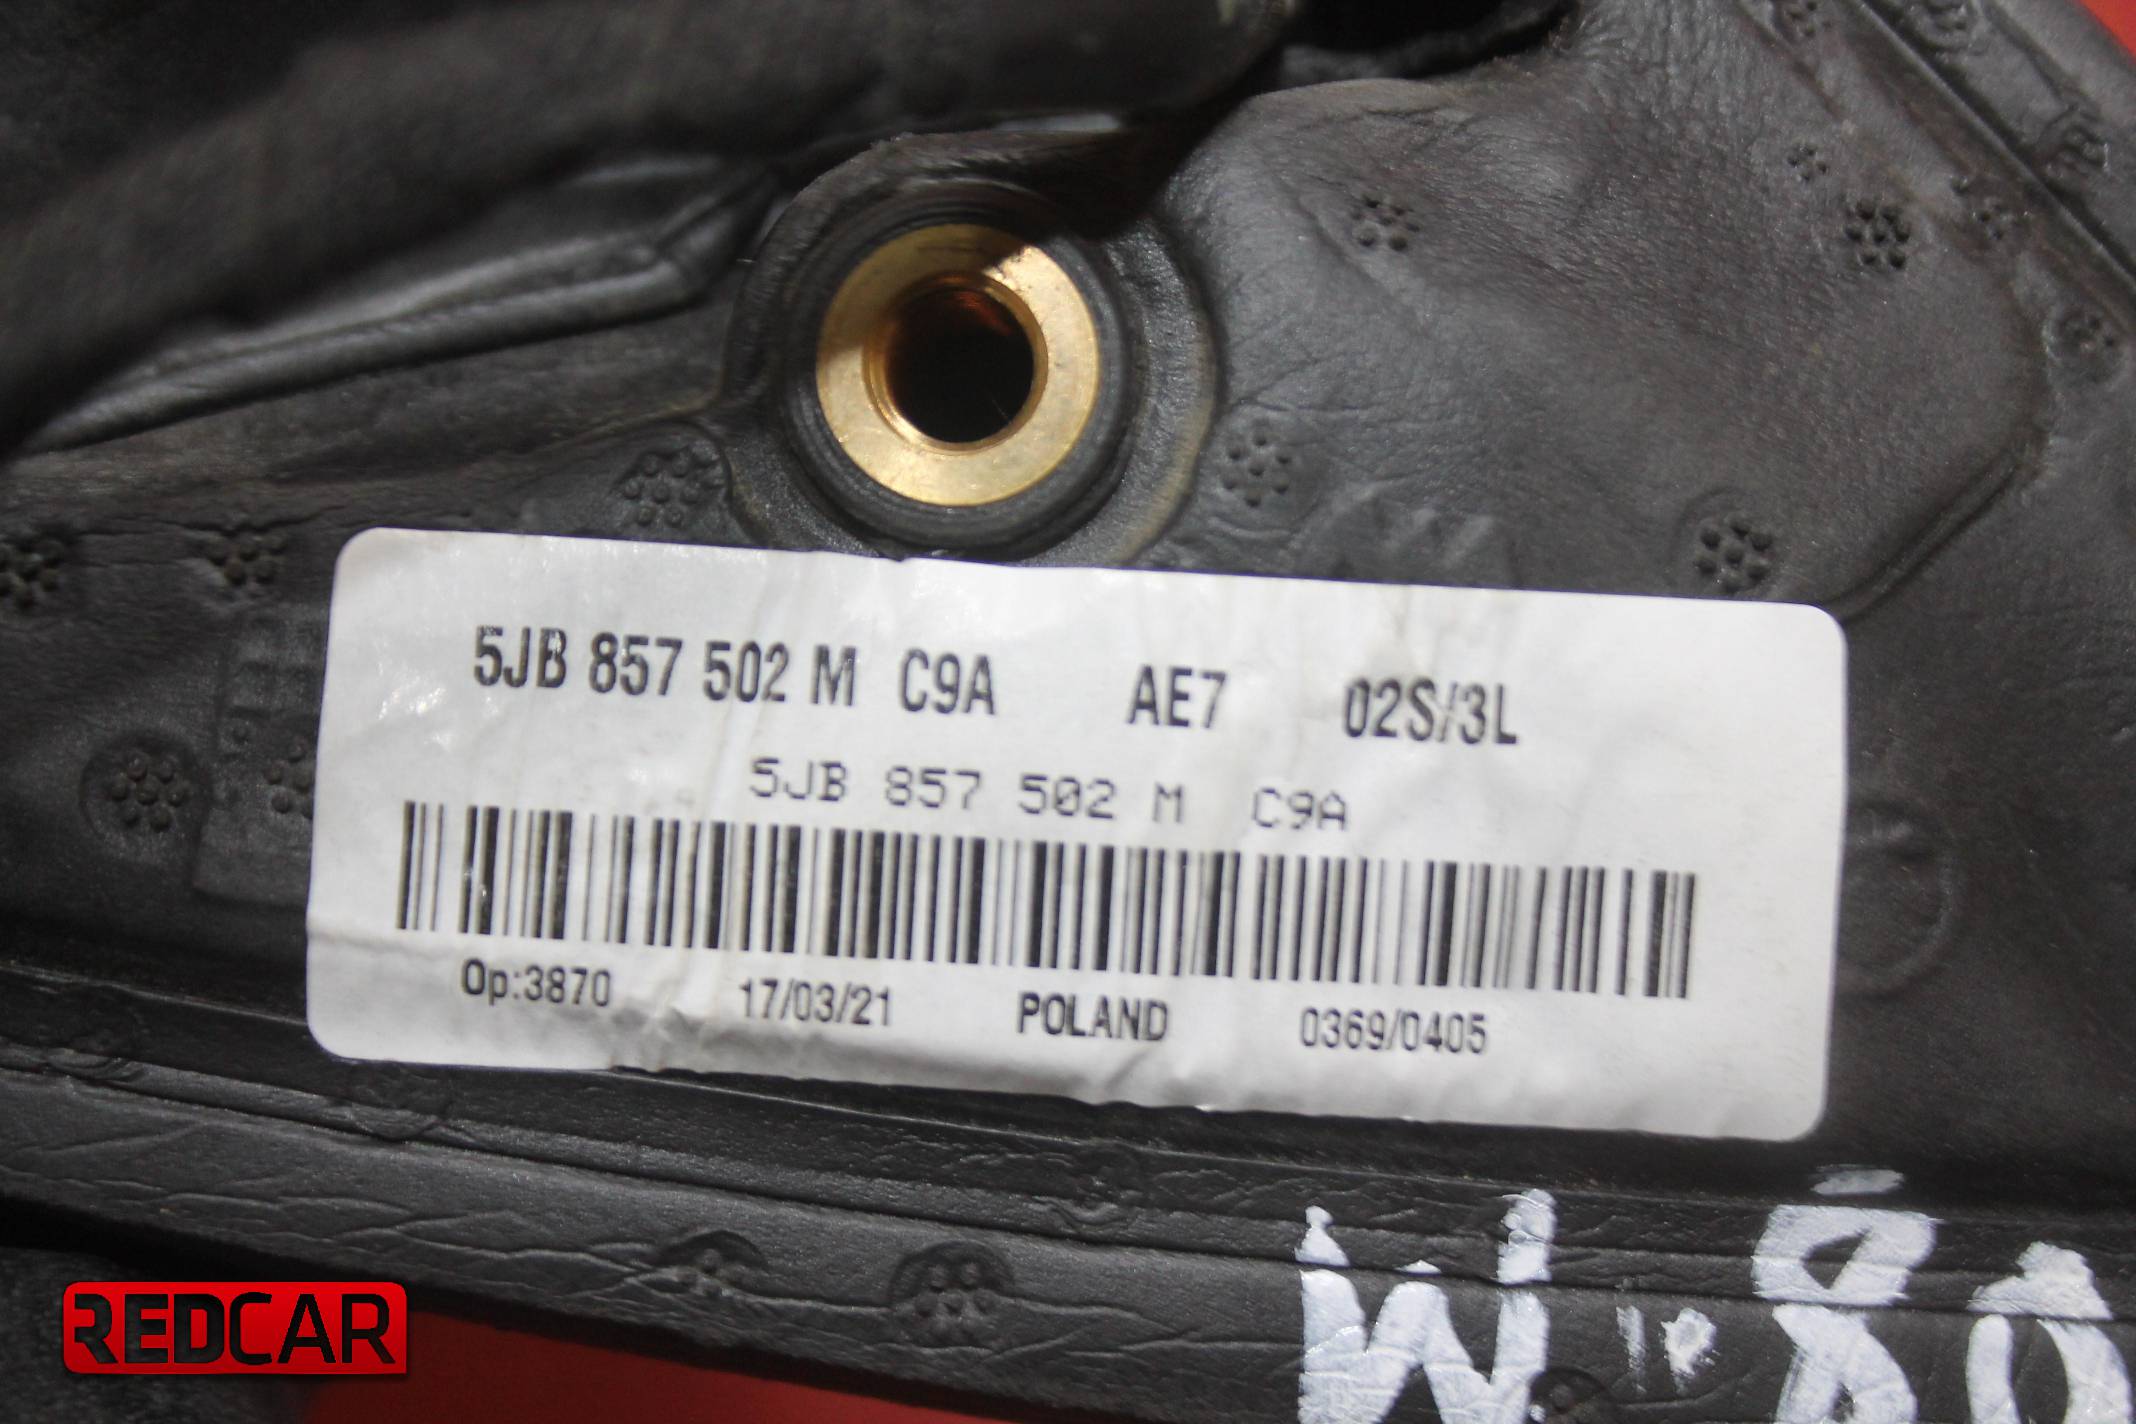 5JB 857 502 M C9A AE7 02S/3L
5JB 857 502 M C9A
Op:3870 17/03/21 POLAND 0369/0405
REDCAR